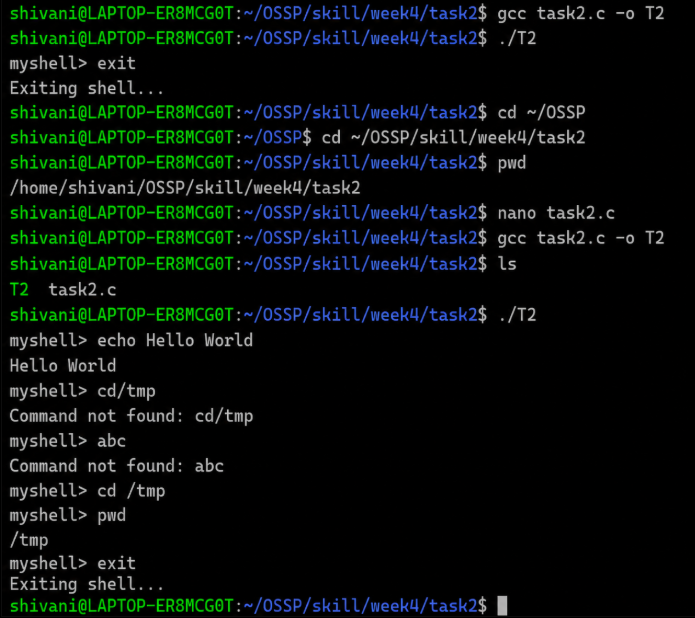 shivani@LAPTOP-ER8MCG0T:~/OSSP/skill/week4/task2$ gcc task2.c -o T2
shivani@LAPTOP-ER8MCG0T:~/OSSP/skill/week4/task2$ ./T2
myshell> exit
Exiting shell...
shivani@LAPTOP-ER8MCG0T:~/OSSP/skill/week4/task2$ cd ~/OSSP
shivani@LAPTOP-ER8MCG0T:~/OSSP$ cd ~/OSSP/skill/week4/task2
shivani@LAPTOP-ER8MCG0T:~/OSSP/skill/week4/task2$ pwd
/home/shivani/OSSP/skill/week4/task2
shivani@LAPTOP-ER8MCG0T:~/OSSP/skill/week4/task2$ nano task2.c
shivani@LAPTOP-ER8MCG0T:~/OSSP/skill/week4/task2$ gcc task2.c -o T2
shivani@LAPTOP-ER8MCG0T:~/OSSP/skill/week4/task2$ ls
T2  task2.c
shivani@LAPTOP-ER8MCG0T:~/OSSP/skill/week4/task2$ ./T2
myshell> echo Hello World
Hello World
myshell> cd/tmp
Command not found: cd/tmp
myshell> abc
Command not found: abc
myshell> cd /tmp
myshell> pwd
/tmp
myshell> exit
Exiting shell...
shivani@LAPTOP-ER8MCG0T:~/OSSP/skill/week4/task2$